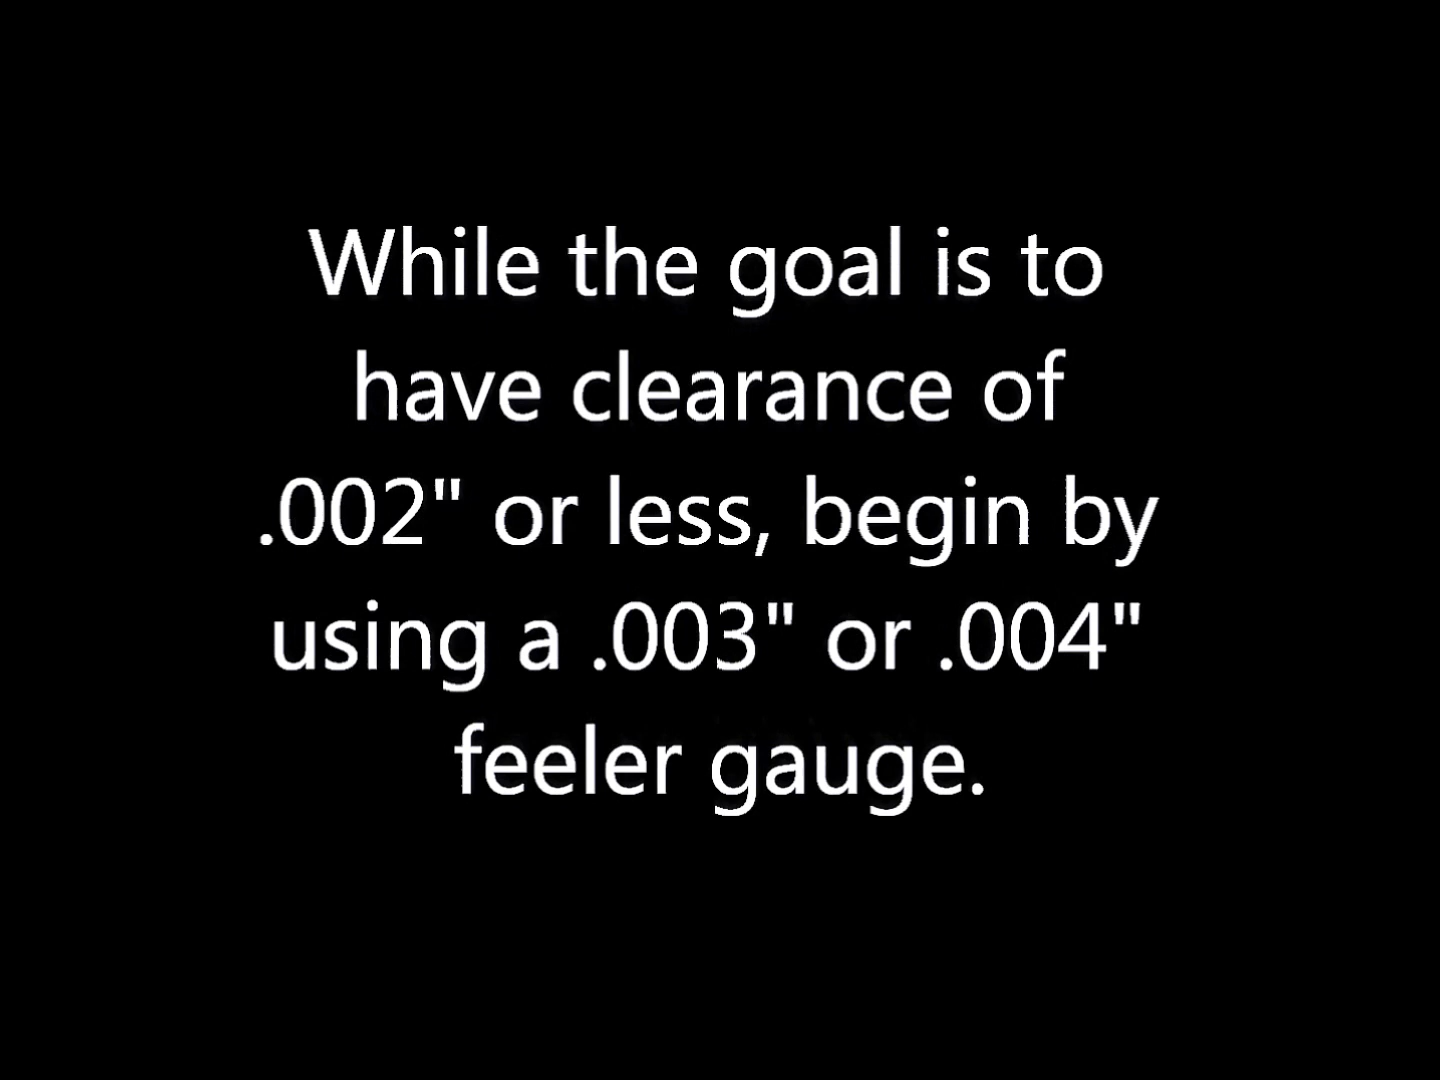 While the goal is to
have clearance of
.002" or less, begin by
using a .003" or .004"
feeler gauge.